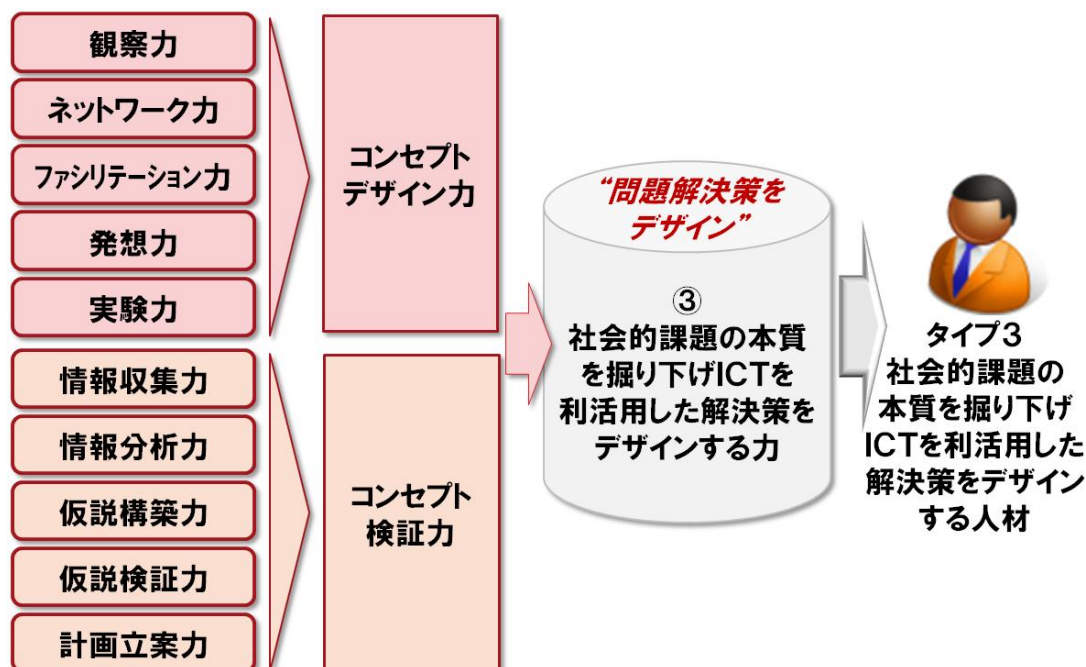 観察力
ネットワーク力
ファシリテーション力
発想力
実験力
コンセプト
デザイン力
情報収集力
情報分析力
仮説構築力
仮説検証力
計画立案力
コンセプト
検証力
“問題解決策を
デザイン”
③
社会的課題の本質
を掘り下げICTを
利活用した解決策を
デザインする力
タイプ3
社会的課題の
本質を掘り下げ
ICTを利活用した
解決策をデザイン
する人材